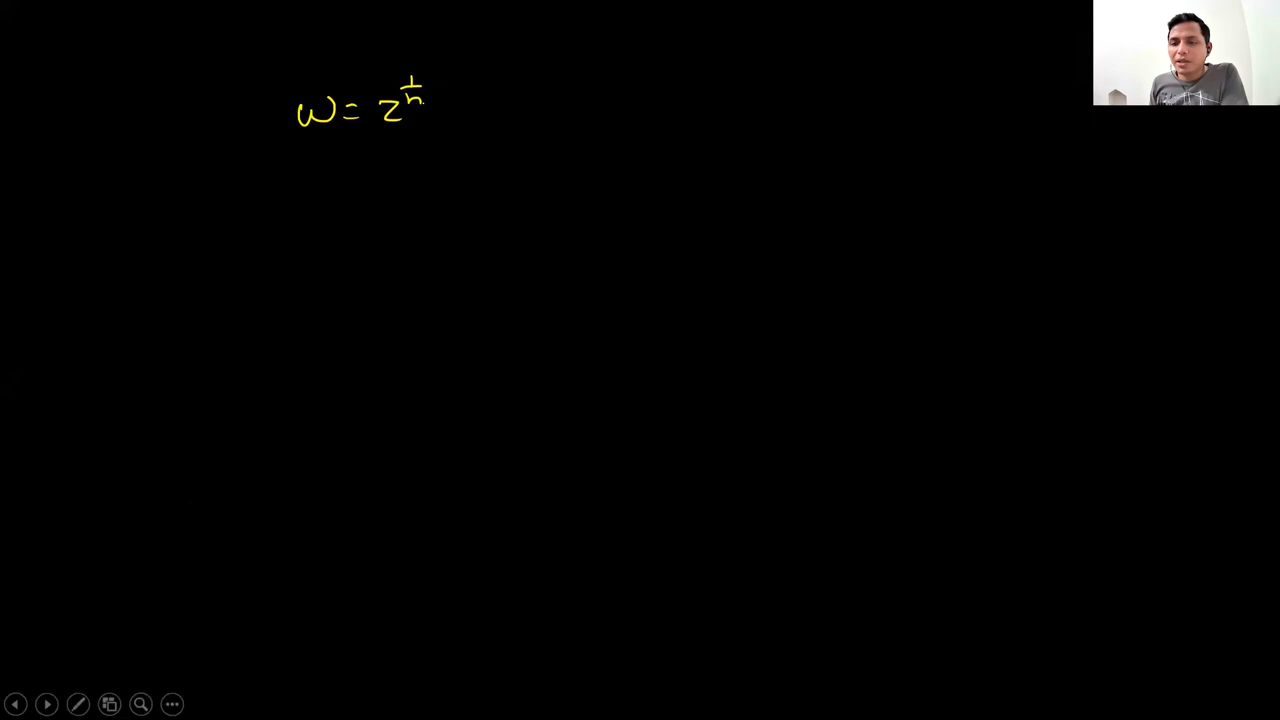 ω = z^{1/n}